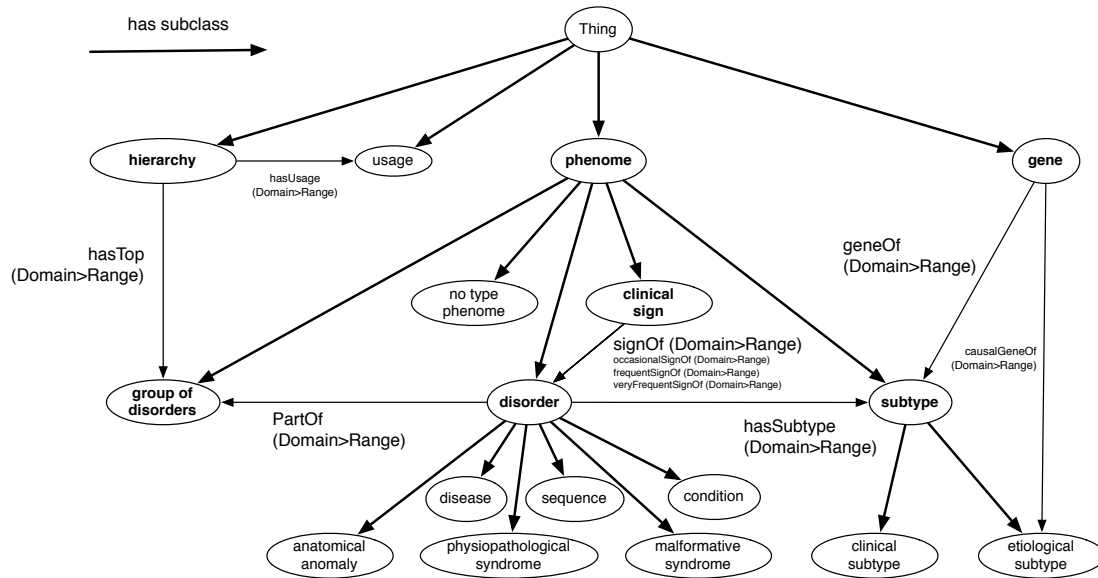 has subclass
Thing
hierarchy
usage
phenome
gene
hasUsage
(Domain>Range)
hasTop
(Domain>Range)
geneOf
(Domain>Range)
no type
phenome
clinical
sign
signOf (Domain>Range)
occasionalSignOf (Domain>Range)
frequentSignOf (Domain>Range)
veryFrequentSignOf (Domain>Range)
causalGeneOf
(Domain>Range)
group of
disorders
disorder
subtype
PartOf
(Domain>Range)
hasSubtype
(Domain>Range)
disease
sequence
condition
anatomical
anomaly
physiopathological
syndrome
malformative
syndrome
clinical
subtype
etiological
subtype